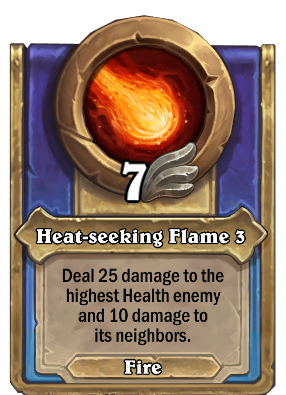 7
Heat-seeking Flame 3
Deal 25 damage to the
highest Health enemy
and 10 damage to
its neighbors.
Fire